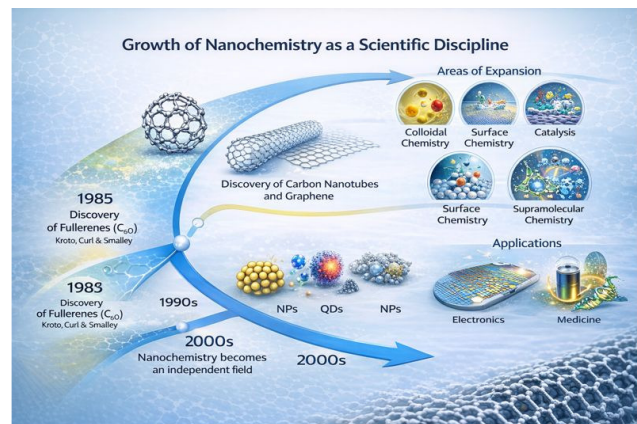 Growth of Nanochemistry as a Scientific Discipline
Areas of Expansion
Colloidal
Chemistry
Surface
Chemistry
Catalysis
Discovery of Carbon Nanotubes
and Graphene
Surface
Chemistry
Supramolecular
Chemistry
1985
Discovery
of Fullerenes (C₆₀)
Kroto, Curl & Smalley
Applications
Electronics
Medicine
1983
Discovery
of Fullerenes (C₆₀)
Kroto, Curl & Smalley
1990s
NPs
QDs
NPs
2000s
Nanochemistry becomes
an independent field
2000s